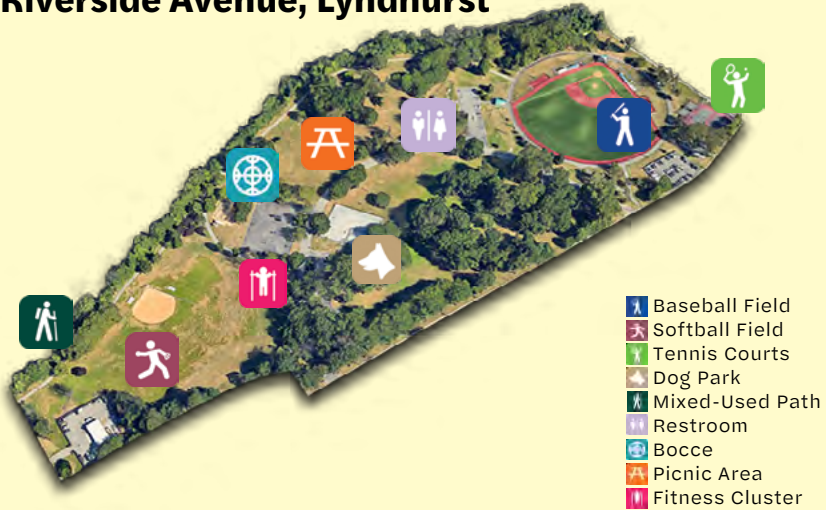 Riverside Avenue, Lyndhurst
Baseball Field
Softball Field
Tennis Courts
Dog Park
Mixed-Used Path
Restroom
Bocce
Picnic Area
Fitness Cluster